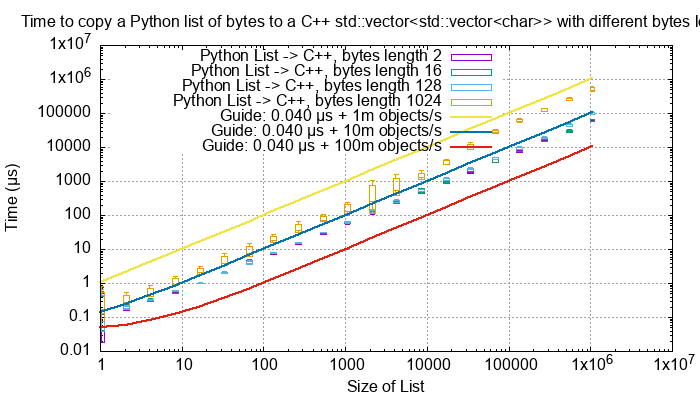 Time to copy a Python list of bytes to a C++ std::vector<std::vector<char>> with different bytes le
1x10⁷
1x10⁶
100000
10000
1000
100
10
1
0.1
0.01
Time (µs)
Python List -> C++, bytes length 2
Python List -> C++, bytes length 16
Python List -> C++, bytes length 128
Python List -> C++, bytes length 1024
Guide: 0.040 µs + 1m objects/s
Guide: 0.040 µs + 10m objects/s
Guide: 0.040 µs + 100m objects/s
1 10 100 1000 10000 100000 1x10⁶ 1x10⁷
Size of List